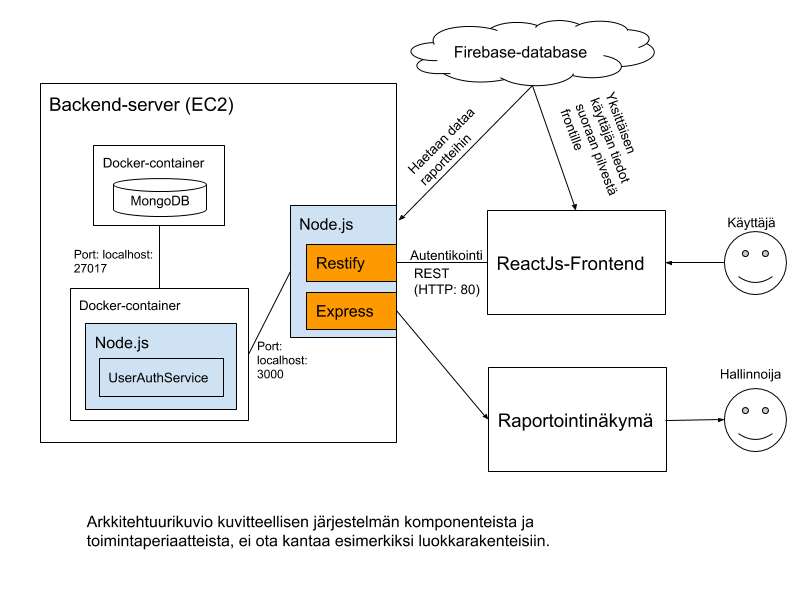 Firebase-database
Backend-server (EC2)
Haetaan dataa
raportteihin
Yksittäisen
käyttäjän tiedot
suoraan pilvestä
frontille
Docker-container
MongoDB
Port: localhost:
27017
Docker-container
Node.js
UserAuthService
Port:
localhost:
3000
Node.js
Restify
Express
Autentikointi
REST
(HTTP: 80)
ReactJs-Frontend
Käyttäjä
Raportointinäkymä
Hallinnoija
Arkkitehtuurikuvio kuvitteellisen järjestelmän komponenteista ja
toimintaperiaatteista, ei ota kantaa esimerkiksi luokkarakenteisiin.